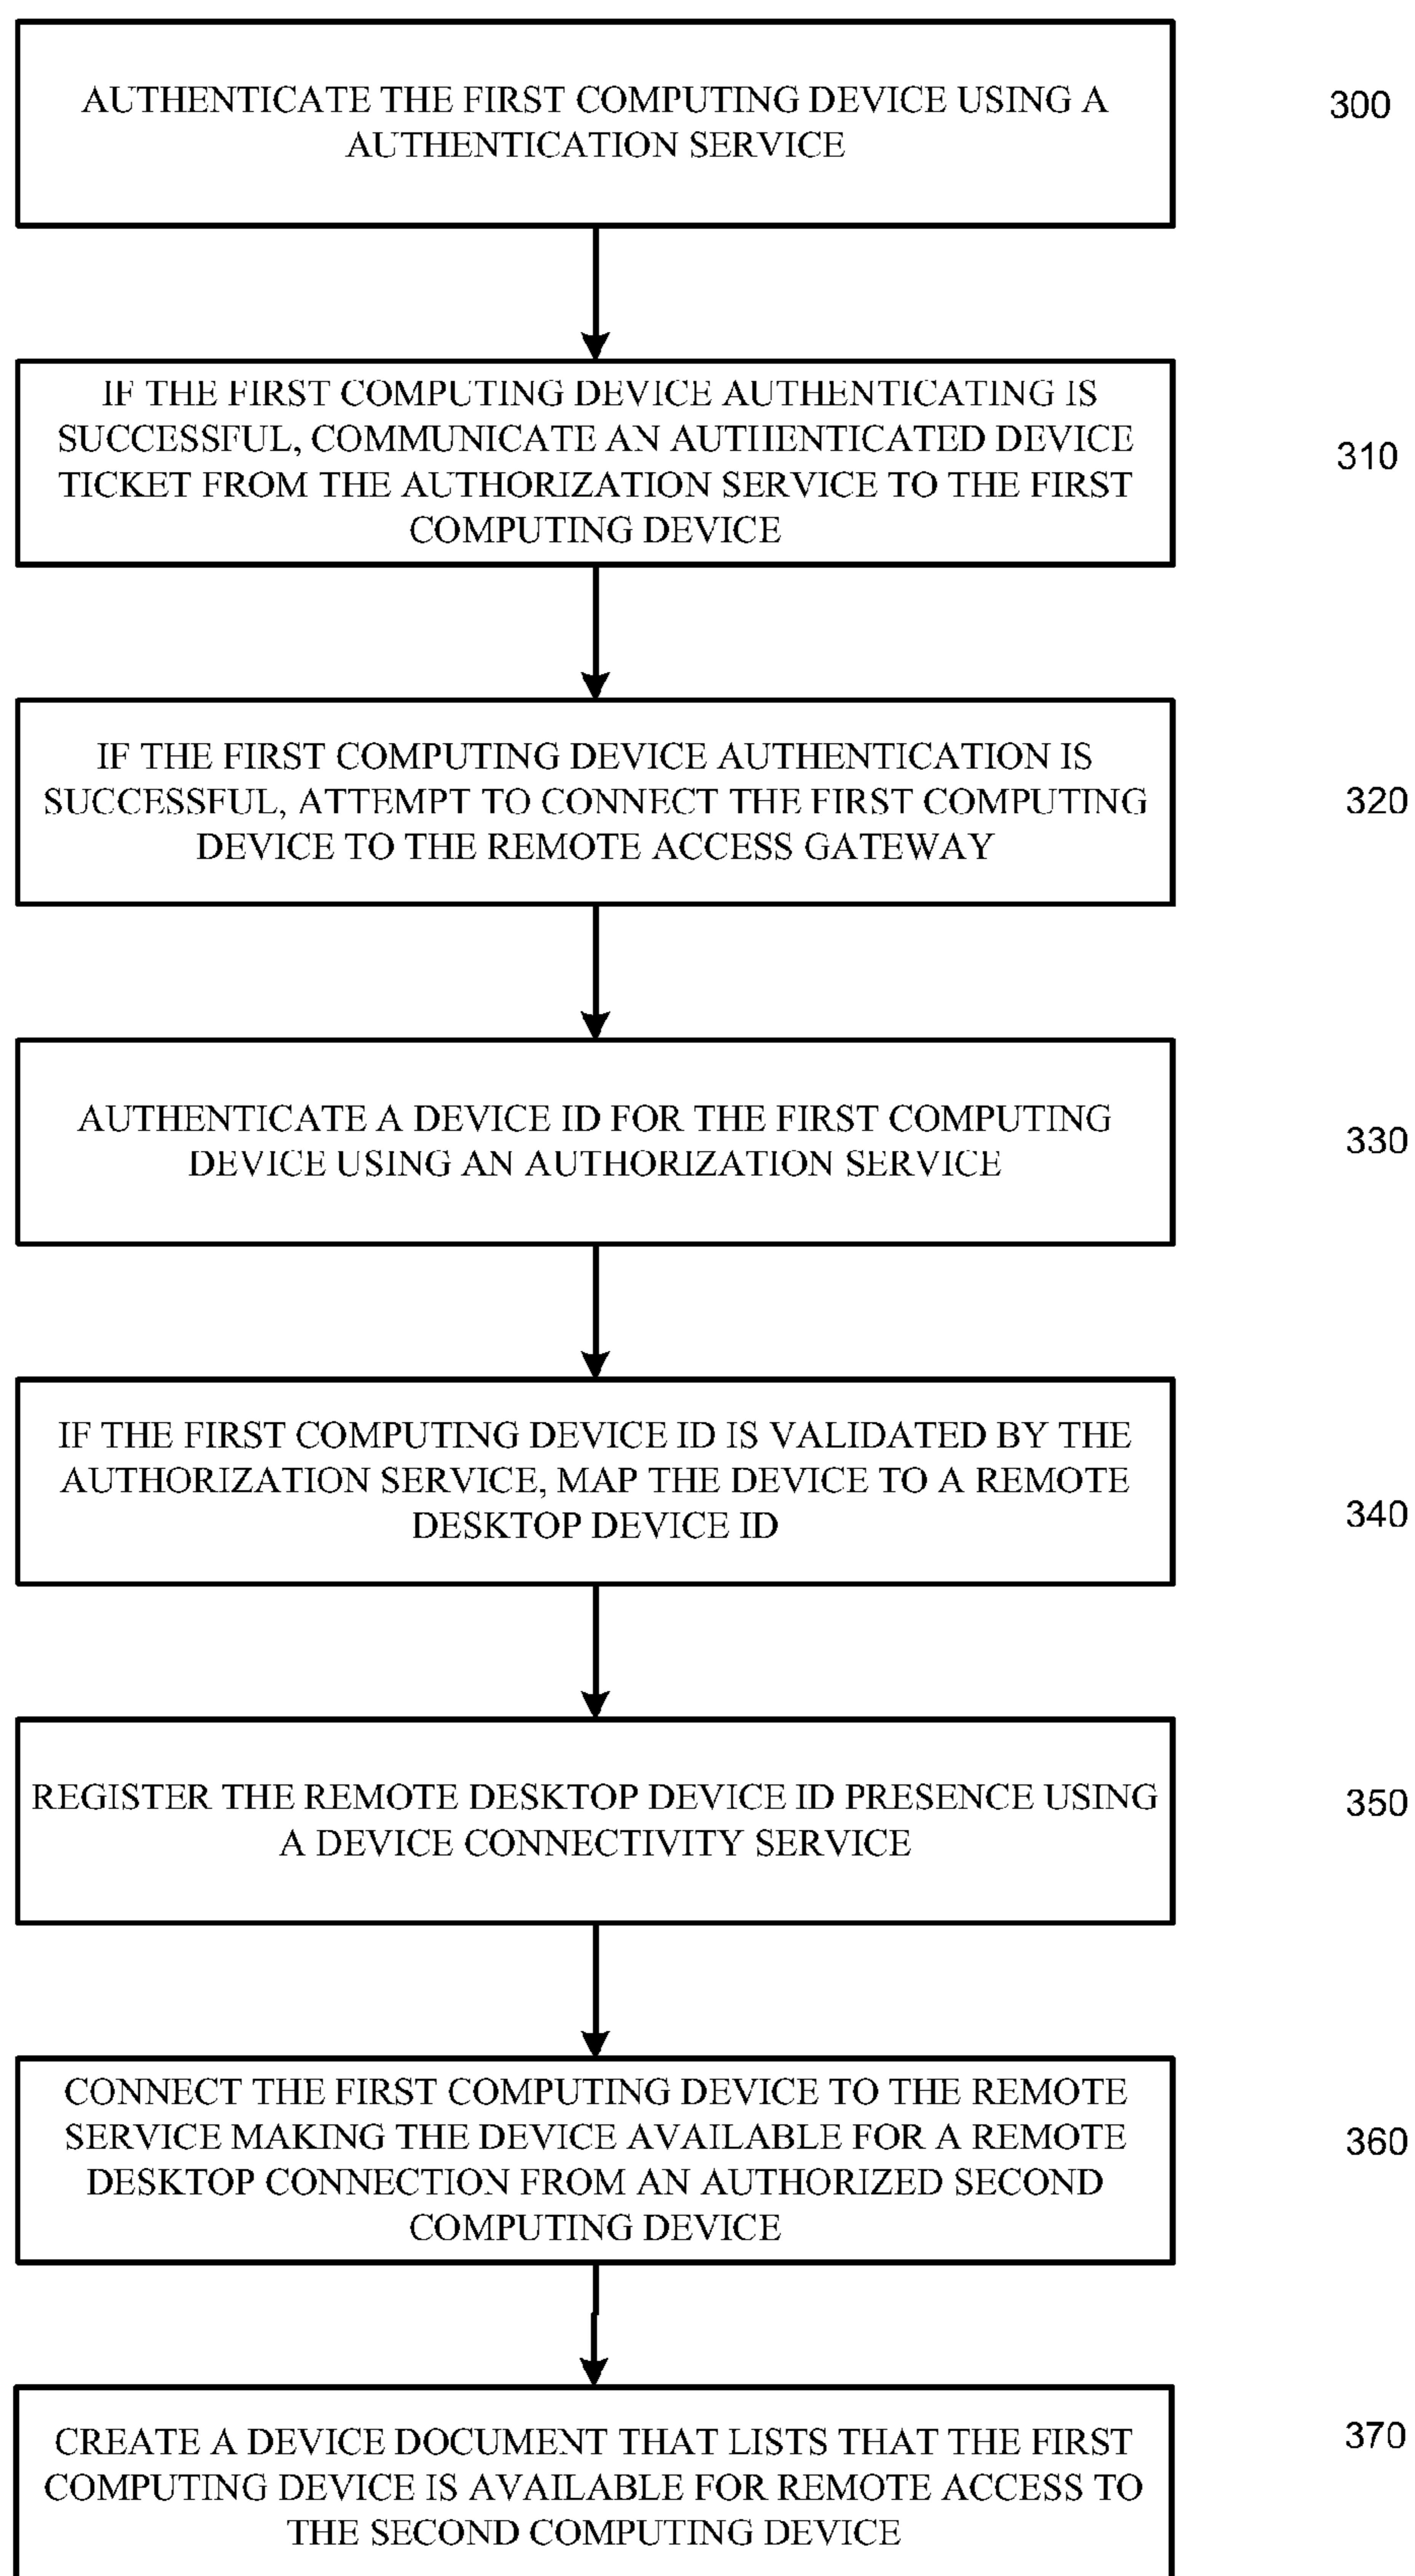 AUTHENTICATE THE FIRST COMPUTING DEVICE USING A
AUTHENTICATION SERVICE
300
IF THE FIRST COMPUTING DEVICE AUTHENTICATING IS
SUCCESSFUL, COMMUNICATE AN AUTHENTICATED DEVICE
TICKET FROM THE AUTHORIZATION SERVICE TO THE FIRST
COMPUTING DEVICE
310
IF THE FIRST COMPUTING DEVICE AUTHENTICATION IS
SUCCESSFUL, ATTEMPT TO CONNECT THE FIRST COMPUTING
DEVICE TO THE REMOTE ACCESS GATEWAY
320
AUTHENTICATE A DEVICE ID FOR THE FIRST COMPUTING
DEVICE USING AN AUTHORIZATION SERVICE
330
IF THE FIRST COMPUTING DEVICE ID IS VALIDATED BY THE
AUTHORIZATION SERVICE, MAP THE DEVICE TO A REMOTE
DESKTOP DEVICE ID
340
REGISTER THE REMOTE DESKTOP DEVICE ID PRESENCE USING
A DEVICE CONNECTIVITY SERVICE
350
CONNECT THE FIRST COMPUTING DEVICE TO THE REMOTE
SERVICE MAKING THE DEVICE AVAILABLE FOR A REMOTE
DESKTOP CONNECTION FROM AN AUTHORIZED SECOND
COMPUTING DEVICE
360
CREATE A DEVICE DOCUMENT THAT LISTS THAT THE FIRST
COMPUTING DEVICE IS AVAILABLE FOR REMOTE ACCESS TO
THE SECOND COMPUTING DEVICE
370